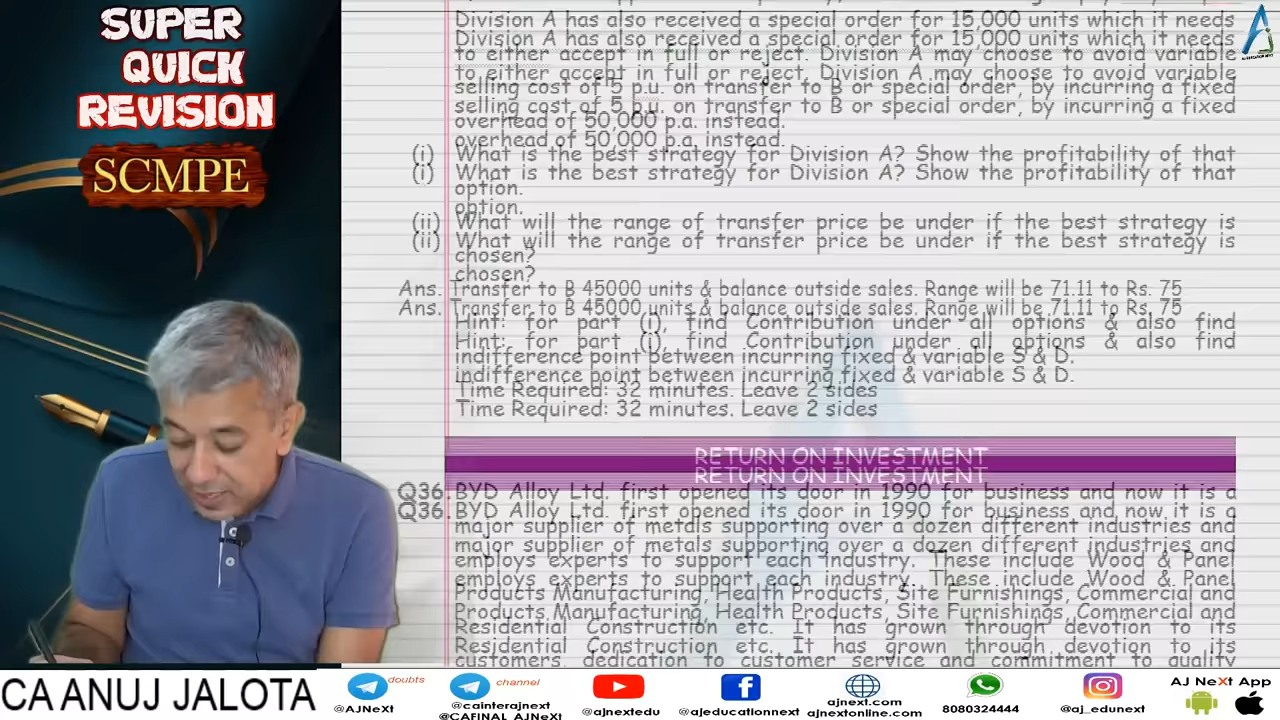 SUPER
QUICK
REVISION
SCMPE
Division A has also received a special order for 15,000 units which it needs
Division A has also received a special order for 15,000 units which it needs
to either accept in full or reject. Division A may choose to avoid variable
to either accept in full or reject. Division A may choose to avoid variable
selling cost of 5 p.u. on transfer to B or special order, by incurring a fixed
selling cost of 5 p.u. on transfer to B or special order, by incurring a fixed
overhead of 50,000 p.a. instead.
overhead of 50,000 p.a. instead.
(i) What is the best strategy for Division A? Show the profitability of that
(i) What is the best strategy for Division A? Show the profitability of that
option.
option.
(ii) What will the range of transfer price be under if the best strategy is
(ii) What will the range of transfer price be under if the best strategy is
chosen?
chosen?
Ans. Transfer to B 45000 units & balance outside sales. Range will be 71.11 to Rs. 75
Ans. Transfer to B 45000 units & balance outside sales. Range will be 71.11 to Rs. 75
Hint: for part (i), find Contribution under all options & also find
Hint: for part (i), find Contribution under all options & also find
indifference point between incurring fixed & variable S & D.
indifference point between incurring fixed & variable S & D.
Time Required: 32 minutes. Leave 2 sides
Time Required: 32 minutes. Leave 2 sides
RETURN ON INVESTMENT
RETURN ON INVESTMENT
Q36. BYD Alloy Ltd. first opened its door in 1990 for business and now it is a
Q36. BYD Alloy Ltd. first opened its door in 1990 for business and now it is a
major supplier of metals supporting over a dozen different industries and
major supplier of metals supporting over a dozen different industries and
employs experts to support each industry. These include Wood & Panel
employs experts to support each industry. These include Wood & Panel
Products Manufacturing, Health Products, Site Furnishings, Commercial and
Products Manufacturing, Health Products, Site Furnishings, Commercial and
Residential Construction etc. It has grown through devotion to its
Residential Construction etc. It has grown through devotion to its
customers, dedication to customer service and commitment to quality
CA ANUJ JALOTA
doubts
@AJNeXt
channel
@cainterajnext
@CAFINAL_AJNeXt
@ajnextedu
@ajeducationnext
ajnext.com
ajnextonline.com
8080324444
@aj_edunext
AJ NeXt App